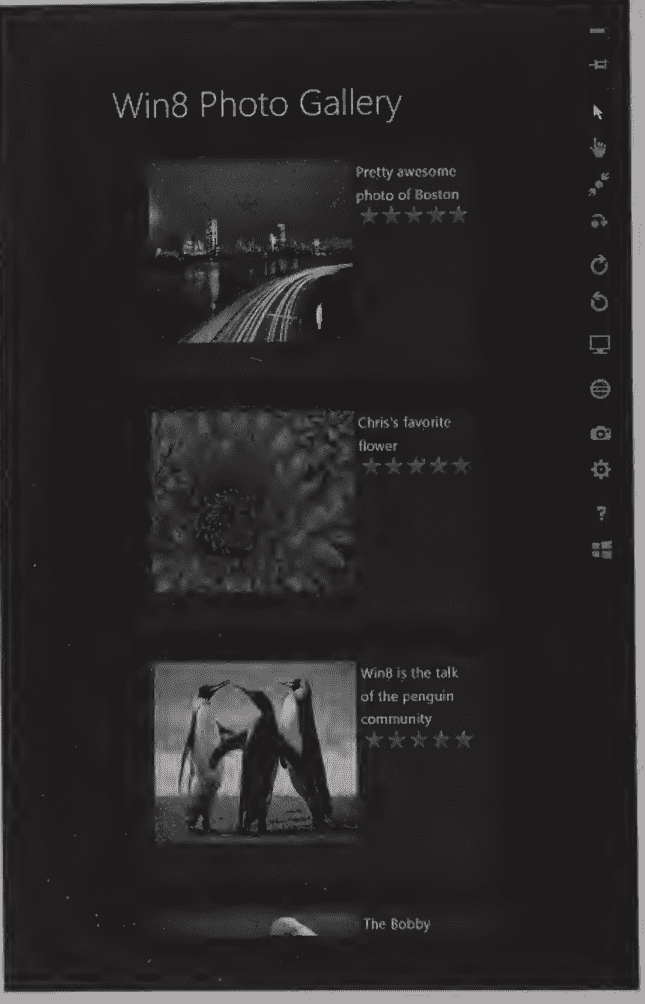 Win8 Photo Gallery
Pretty awesome
photo of Boston
Chris's favorite
flower
Win8 is the talk
of the penguin
community
The Bobby
?